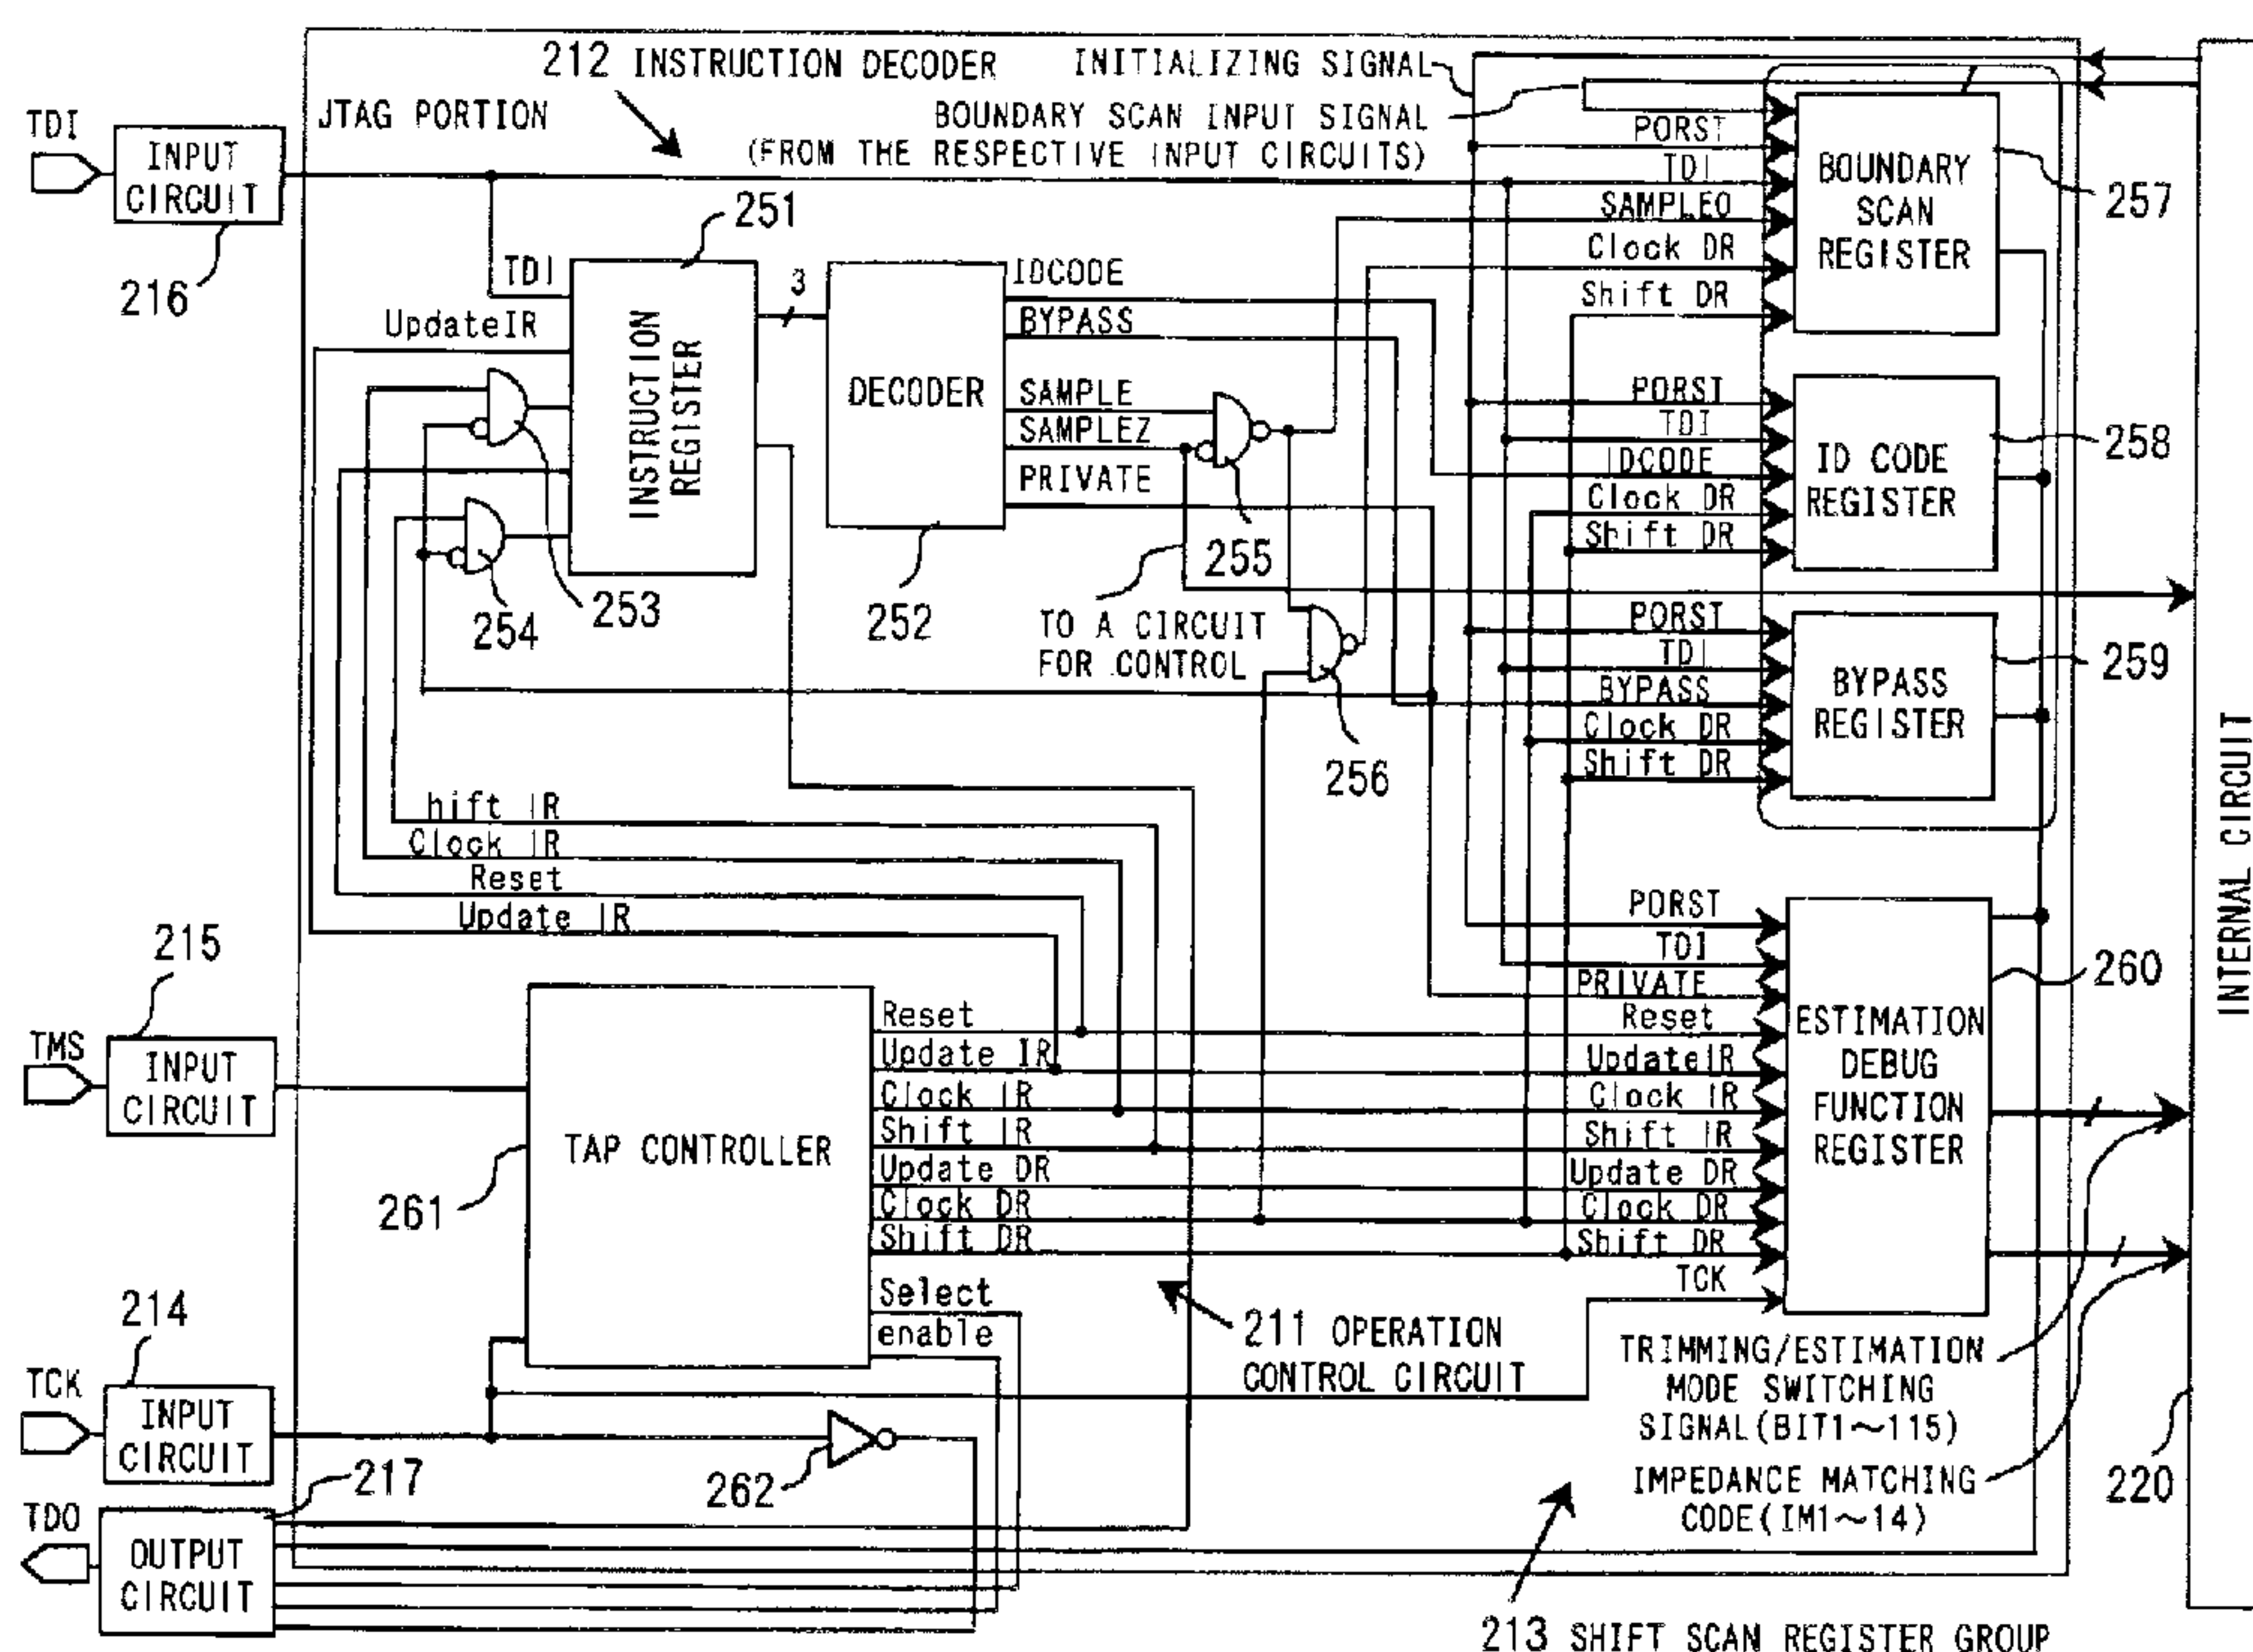 212 INSTRUCTION DECODER
INITIALIZING SIGNAL
TDI
INPUT
CIRCUIT
216
JTAG PORTION
BOUNDARY SCAN INPUT SIGNAL
(FROM THE RESPECTIVE INPUT CIRCUITS)
PORST
TDI
SAMPLEO
Clock DR
Shift DR
BOUNDARY
SCAN
REGISTER
257
251
TDI
UpdateIR
INSTRUCTION
REGISTER
3
DECODER
IDCODE
BYPASS
SAMPLE
SAMPLEZ
PRIVATE
253
254
252
255
TO A CIRCUIT
FOR CONTROL
256
PORST
TDI
IDCODE
Clock DR
Shift DR
ID CODE
REGISTER
258
PORST
TDI
BYPASS
Clock DR
Shift DR
BYPASS
REGISTER
259
hift IR
Clock IR
Reset
Update IR
215
TMS
INPUT
CIRCUIT
TAP CONTROLLER
261
Reset
Update IR
Clock IR
Shift IR
Update DR
Clock DR
Shift DR
Select
enable
PORST
TDI
PRIVATE
Reset
UpdateIR
Clock IR
Shift IR
Update DR
Clock DR
Shift DR
TCK
ESTIMATION
DEBUG
FUNCTION
REGISTER
260
INTERNAL CIRCUIT
214
TCK
INPUT
CIRCUIT
262
211 OPERATION
CONTROL CIRCUIT
TRIMMING/ESTIMATION
MODE SWITCHING
SIGNAL(BIT1～115)
IMPEDANCE MATCHING
CODE(IM1～14)
220
217
TDO
OUTPUT
CIRCUIT
213 SHIFT SCAN REGISTER GROUP